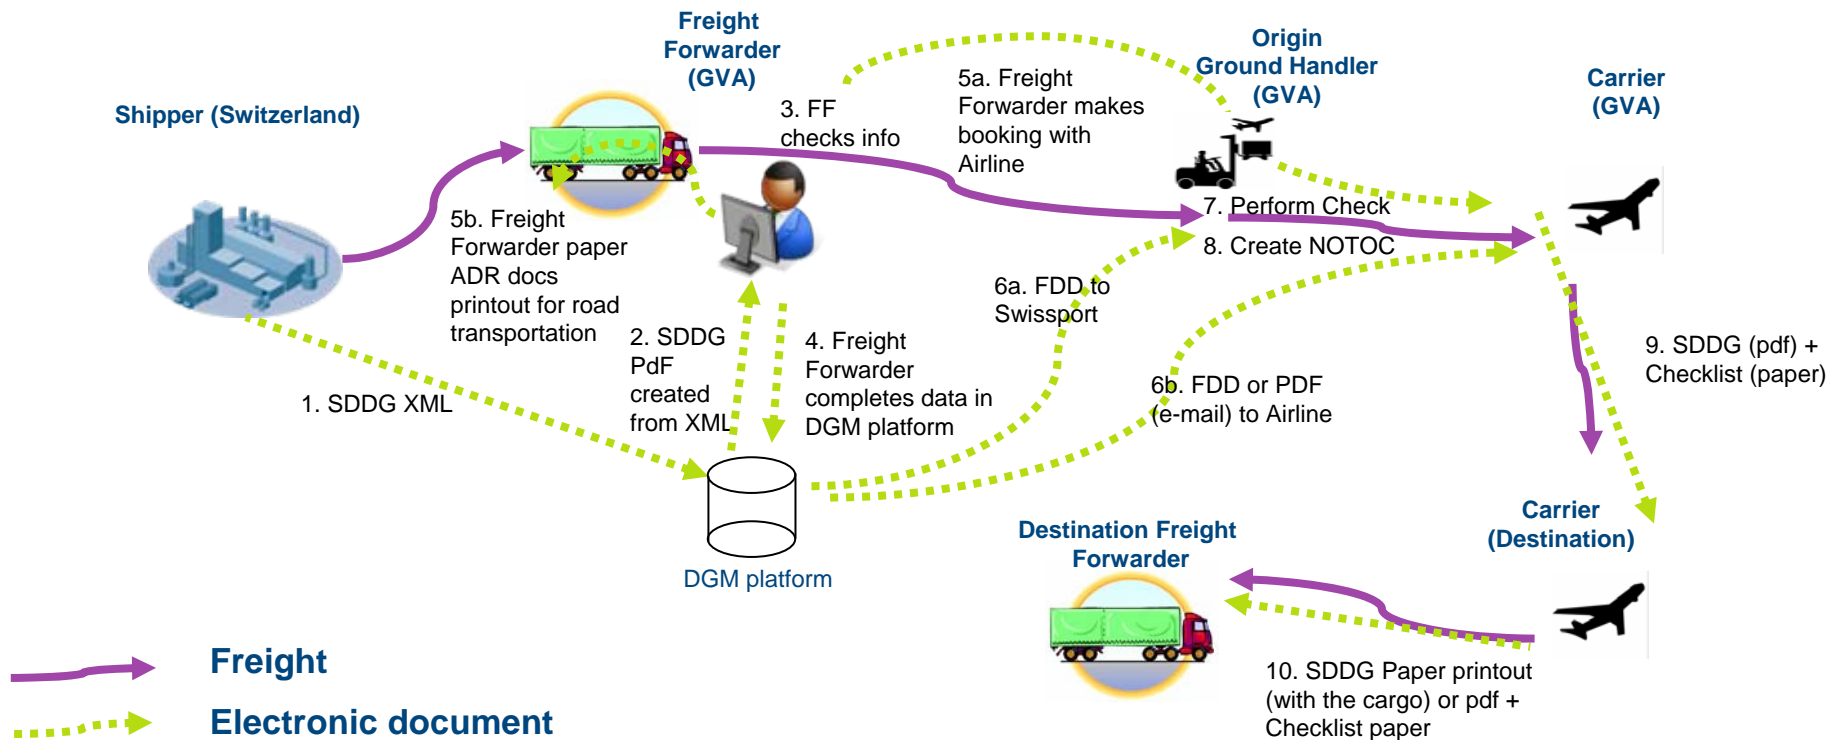 Shipper (Switzerland)
Freight
Forwarder
(GVA)
Origin
Ground Handler
(GVA)
Carrier
(GVA)
3. FF
checks info
5a. Freight
Forwarder makes
booking with
Airline
5b. Freight
Forwarder paper
ADR docs
printout for road
transportation
7. Perform Check
8. Create NOTOC
1. SDDG XML
2. SDDG
PdF
created
from XML
4. Freight
Forwarder
completes data in
DGM platform
6a. FDD to
Swissport
6b. FDD or PDF
(e-mail) to Airline
9. SDDG (pdf) +
Checklist (paper)
DGM platform
Destination Freight
Forwarder
Carrier
(Destination)
10. SDDG Paper printout
(with the cargo) or pdf +
Checklist paper
Freight
Electronic document